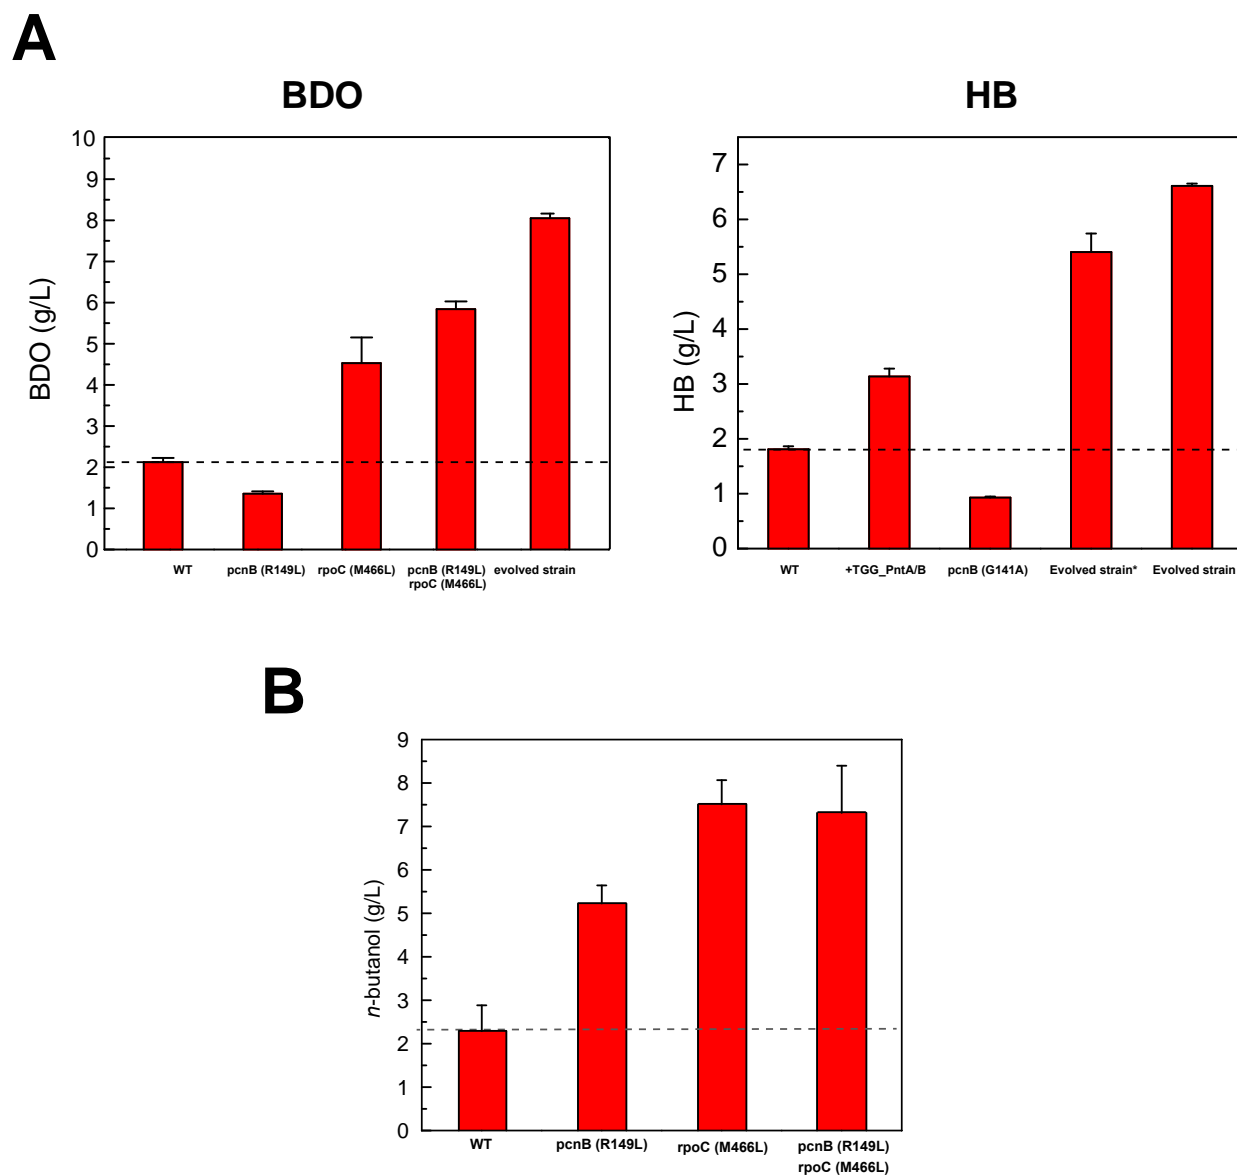 A
BDO
HB
BDO (g/L)
10
9
8
7
6
5
4
3
2
1
0
WT
pcnB (R149L)
rpoC (M466L)
pcnB (R149L)
rpoC (M466L)
evolved strain
HB (g/L)
7
6
5
4
3
2
1
0
WT
+TGG_PntA/B
pcnB (G141A)
Evolved strain*
Evolved strain
B
n-butanol (g/L)
9
8
7
6
5
4
3
2
1
0
WT
pcnB (R149L)
rpoC (M466L)
pcnB (R149L)
rpoC (M466L)